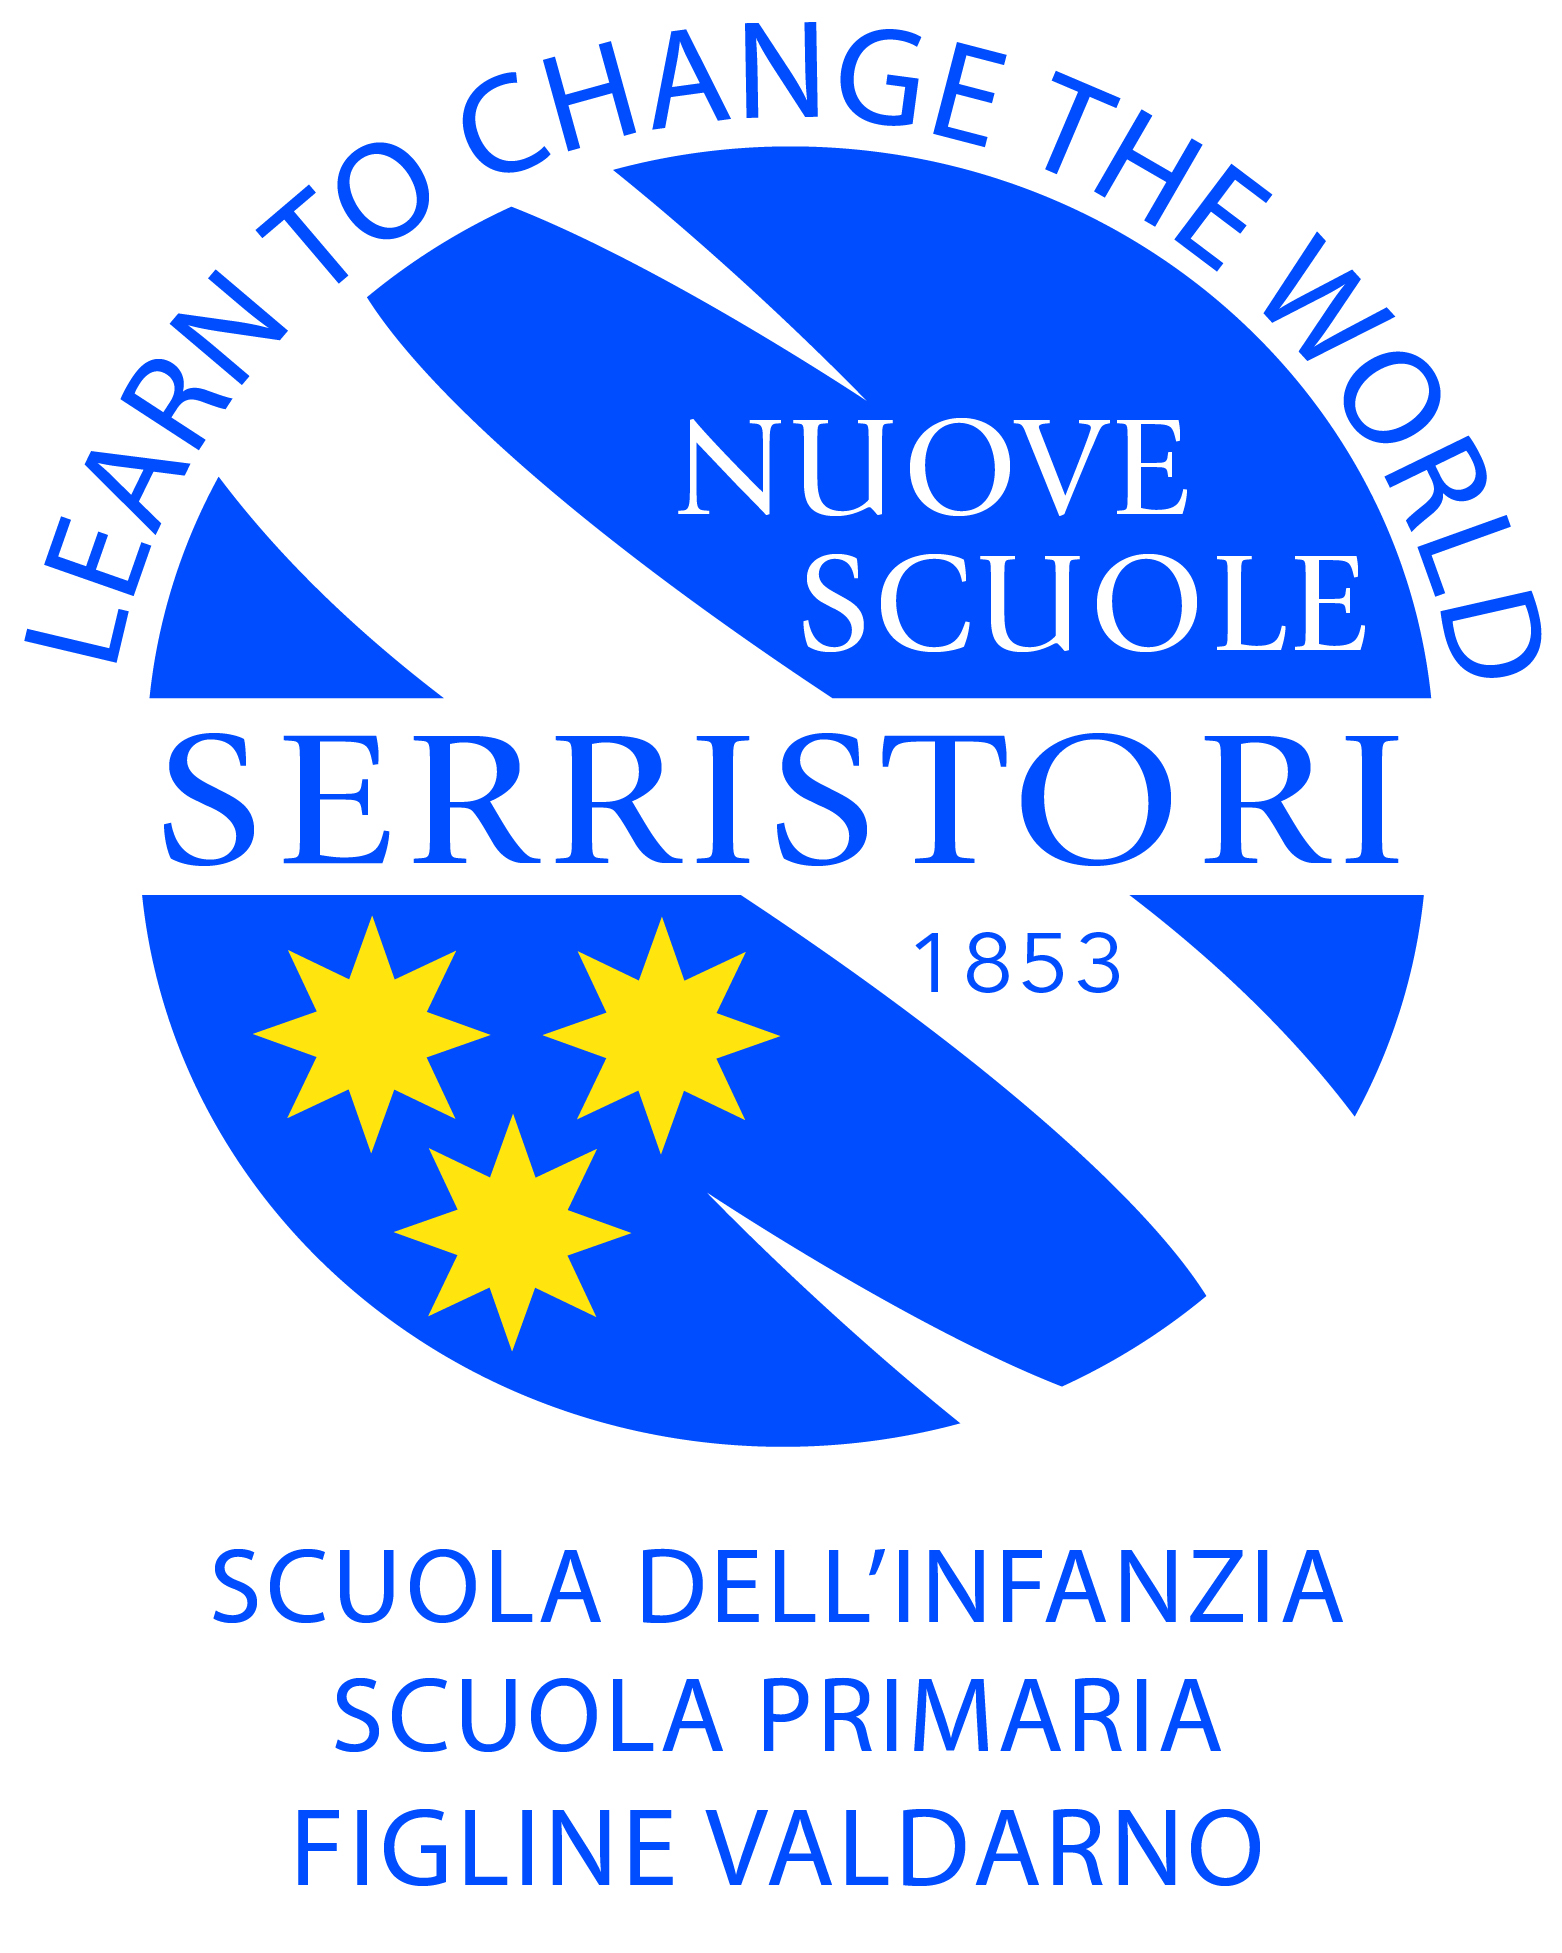 LEARN TO CHANGE THE WORLD
NUOVE
SCUOLE
SERRISTORI
1853
SCUOLA DELL’INFANZIA
SCUOLA PRIMARIA
FIGLINE VALDARNO